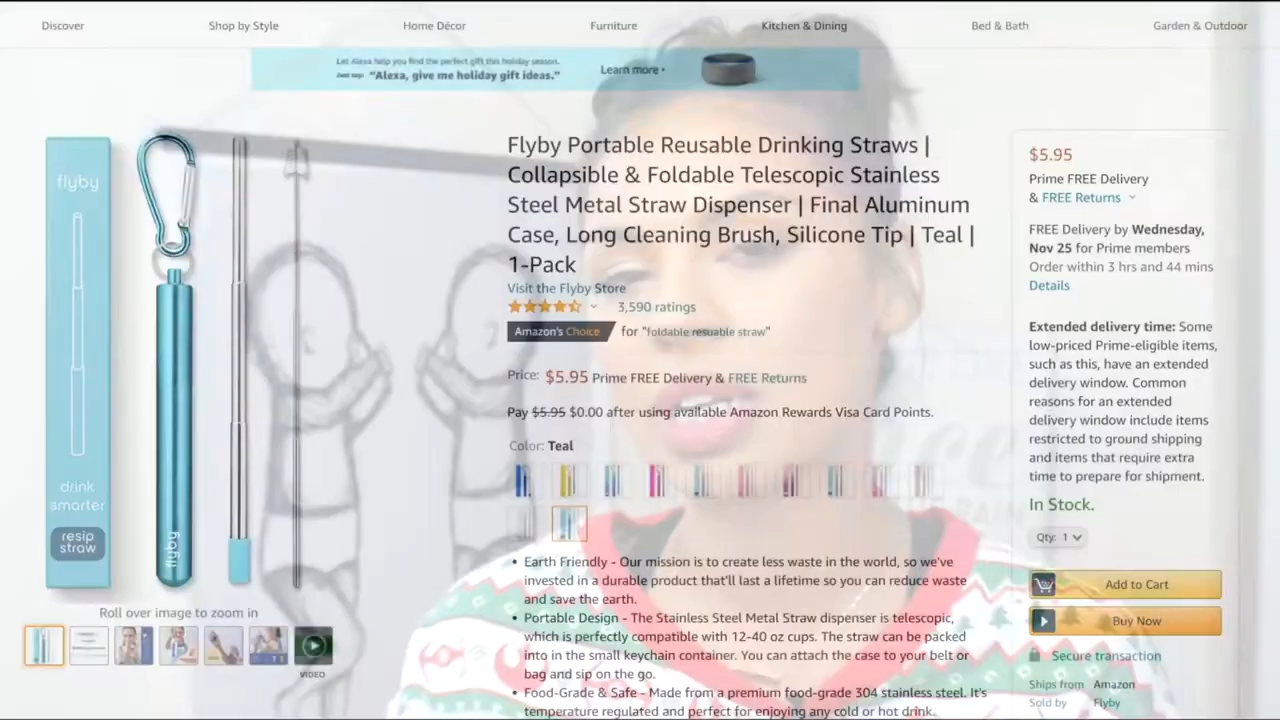 Discover Shop by Style Home Décor Furniture Kitchen & Dining Bed & Bath Garden & Outdoor
Let Alexa help you find the perfect gift this holiday season.
Just say: "Alexa, give me holiday gift ideas."
Learn more
flyby
drink
smarter
resip
straw
flyby
Roll over image to zoom in
VIDEO
Flyby Portable Reusable Drinking Straws |
Collapsible & Foldable Telescopic Stainless
Steel Metal Straw Dispenser | Final Aluminum
Case, Long Cleaning Brush, Silicone Tip | Teal |
1-Pack
Visit the Flyby Store
3,590 ratings
Amazon's Choice for "foldable resuable straw"
Price: $5.95 Prime FREE Delivery & FREE Returns
Pay $5.95 $0.00 after using available Amazon Rewards Visa Card Points.
Color: Teal
• Earth Friendly - Our mission is to create less waste in the world, so we've
invested in a durable product that'll last a lifetime so you can reduce waste
and save the earth.
• Portable Design - The Stainless Steel Metal Straw dispenser is telescopic,
which is perfectly compatible with 12-40 oz cups. The straw can be packed
into in the small keychain container. You can attach the case to your belt or
bag and sip on the go.
• Food-Grade & Safe - Made from a premium food-grade 304 stainless steel. It's
temperature regulated and perfect for enjoying any cold or hot drink.
$5.95
Prime FREE Delivery
& FREE Returns
FREE Delivery by Wednesday,
Nov 25 for Prime members
Order within 3 hrs and 44 mins
Details
Extended delivery time: Some
low-priced Prime-eligible items,
such as this, have an extended
delivery window. Common
reasons for an extended
delivery window include items
restricted to ground shipping
and items that require extra
time to prepare for shipment.
In Stock.
Qty: 1
Add to Cart
Buy Now
Secure transaction
Ships from Amazon
Sold by Flyby